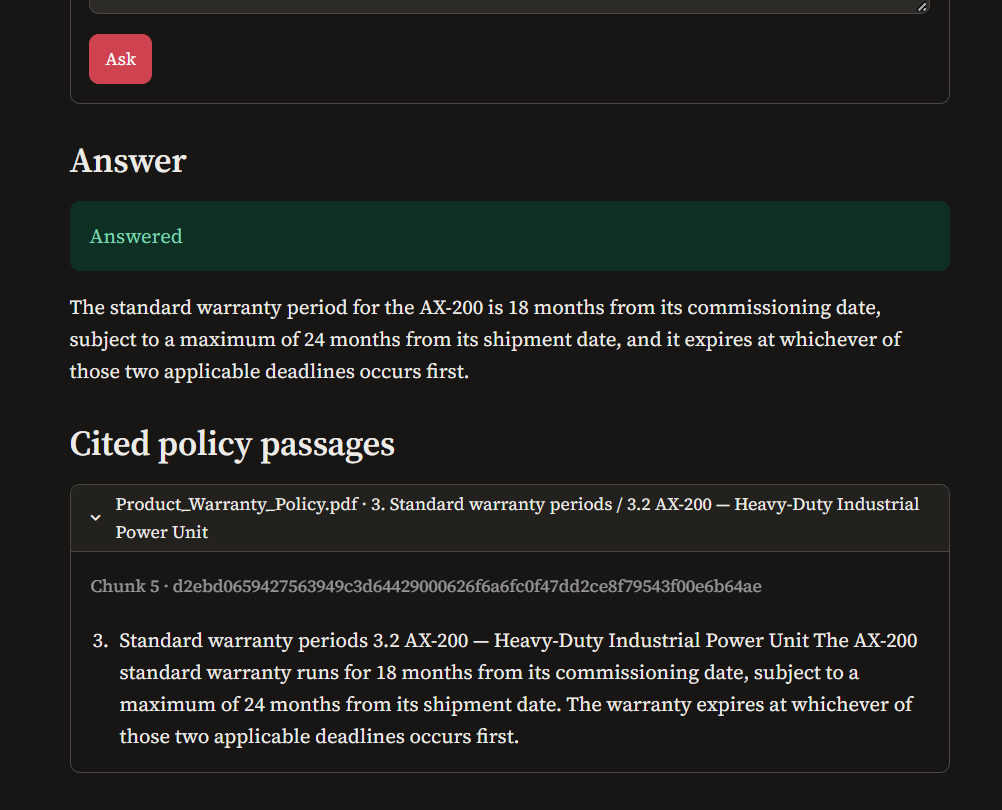 Ask
Answer
Answered
The standard warranty period for the AX-200 is 18 months from its commissioning date,
subject to a maximum of 24 months from its shipment date, and it expires at whichever of
those two applicable deadlines occurs first.
Cited policy passages
Product_Warranty_Policy.pdf · 3. Standard warranty periods / 3.2 AX-200 — Heavy-Duty Industrial
Power Unit
Chunk 5 · d2ebd0659427563949c3d64429000626f6a6fc0f47dd2ce8f79543f00e6b64ae
3. Standard warranty periods 3.2 AX-200 — Heavy-Duty Industrial Power Unit The AX-200
standard warranty runs for 18 months from its commissioning date, subject to a
maximum of 24 months from its shipment date. The warranty expires at whichever of
those two applicable deadlines occurs first.